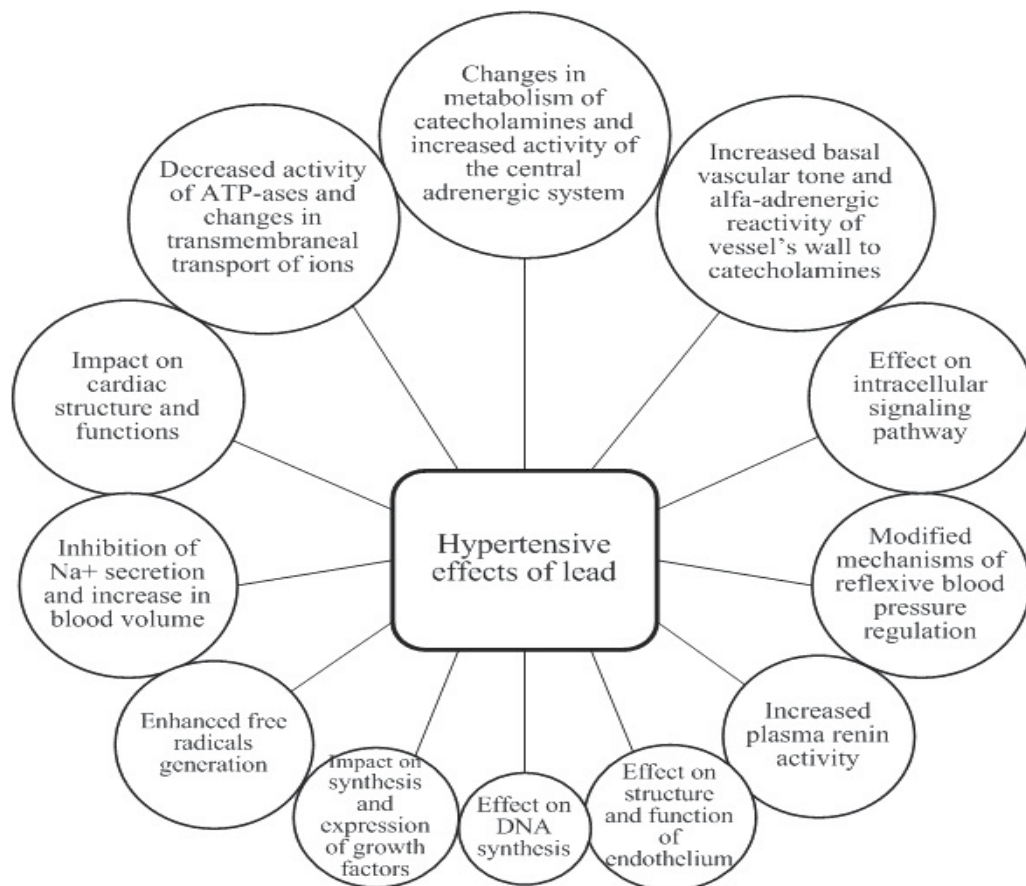 Changes in
metabolism of
catecholamines and
increased activity of
the central
adrenergic system
Increased basal
vascular tone and
alfa-adrenergic
reactivity of
vessel's wall to
catecholamines
Effect on
intracellular
signaling
pathway
Modified
mechanisms of
reflexive blood
pressure
regulation
Increased
plasma renin
activity
Effect on
structure
and function
of
endothelium
Effect on
DNA
synthesis
Impact on
synthesis
and
expression
of growth
factors
Enhanced free
radicals
generation
Inhibition of
Na+ secretion
and increase in
blood volume
Impact on
cardiac
structure and
functions
Decreased activity
of ATP-ases and
changes in
transmembraneal
transport of ions
Hypertensive
effects of lead